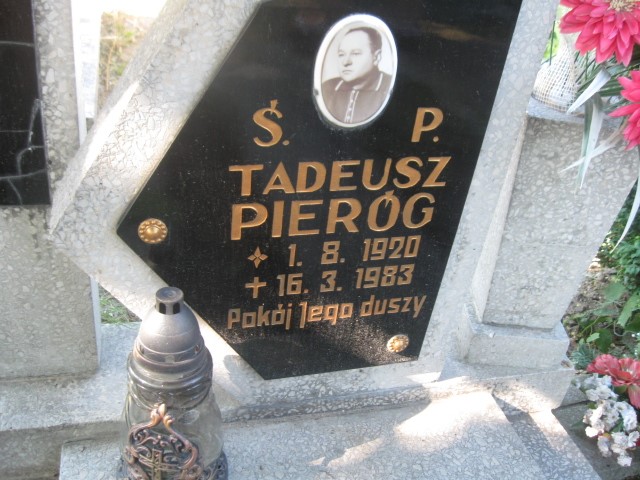 Ś. P.
TADEUSZ
PIERÓG
1. 8. 1920
16. 3. 1983
Pokój Jego duszy